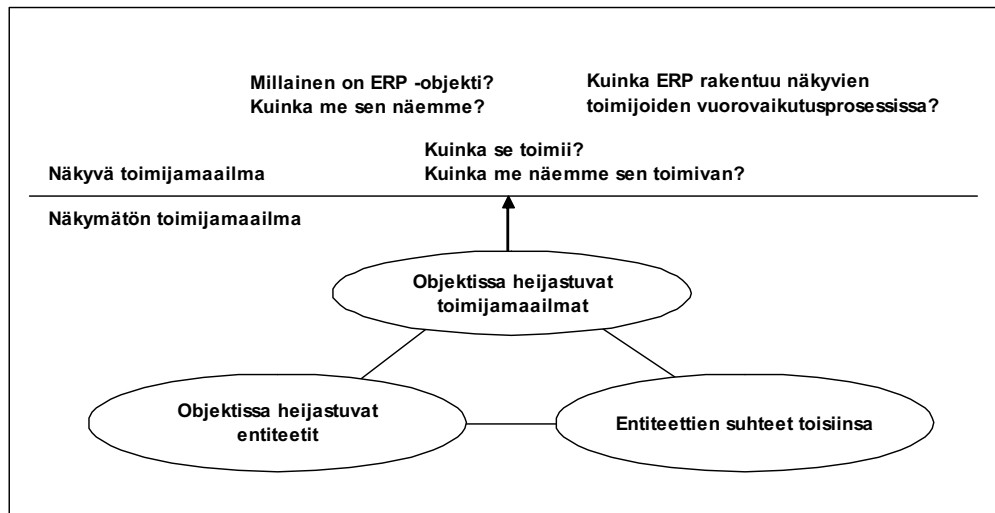 Millainen on ERP -objekti?
Kuinka me sen näemme?
Kuinka ERP rakentuu näkyvien
toimijoiden vuorovaikutusprosessissa?
Kuinka se toimii?
Kuinka me näemme sen toimivan?
Näkyvä toimijamaailma
Näkymätön toimijamaailma
Objektissa heijastuvat
toimijamaailmat
Objektissa heijastuvat
entiteetit
Entiteettien suhteet toisiinsa